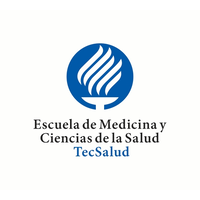 Escuela de Medicina y
Ciencias de la Salud
TecSalud